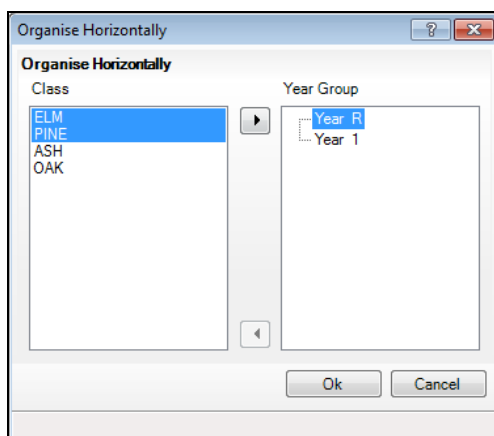 Organise Horizontally
Organise Horizontally
Class
Year Group
ELM
PINE
ASH
OAK
Year R
Year 1
Ok
Cancel